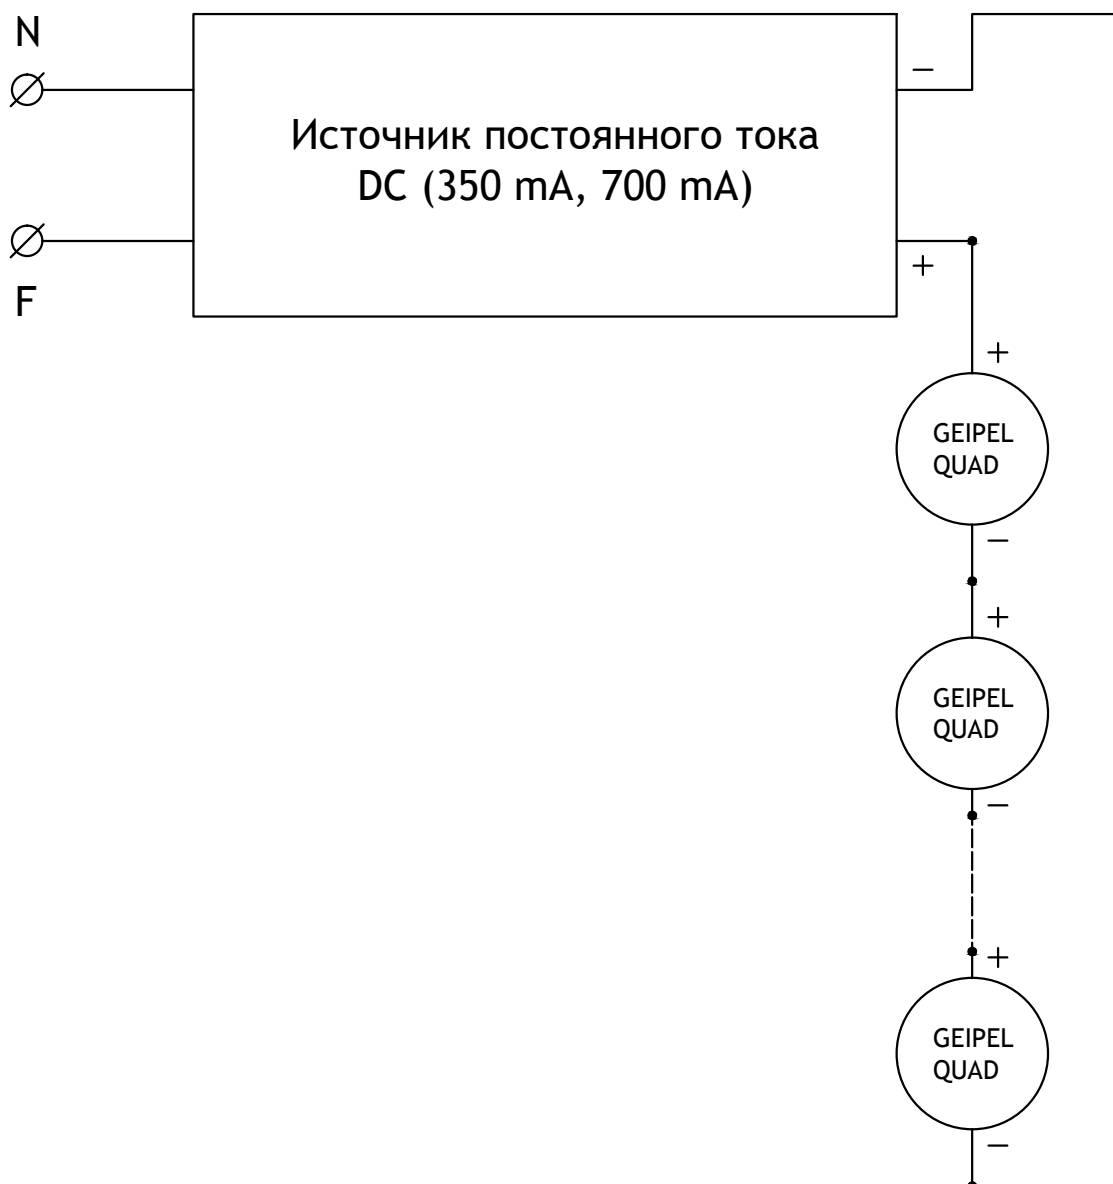 N
−
Источник постоянного тока
DC (350 mA, 700 mA)
+
F
+
GEIPEL
QUAD
−
+
GEIPEL
QUAD
−
+
GEIPEL
QUAD
−